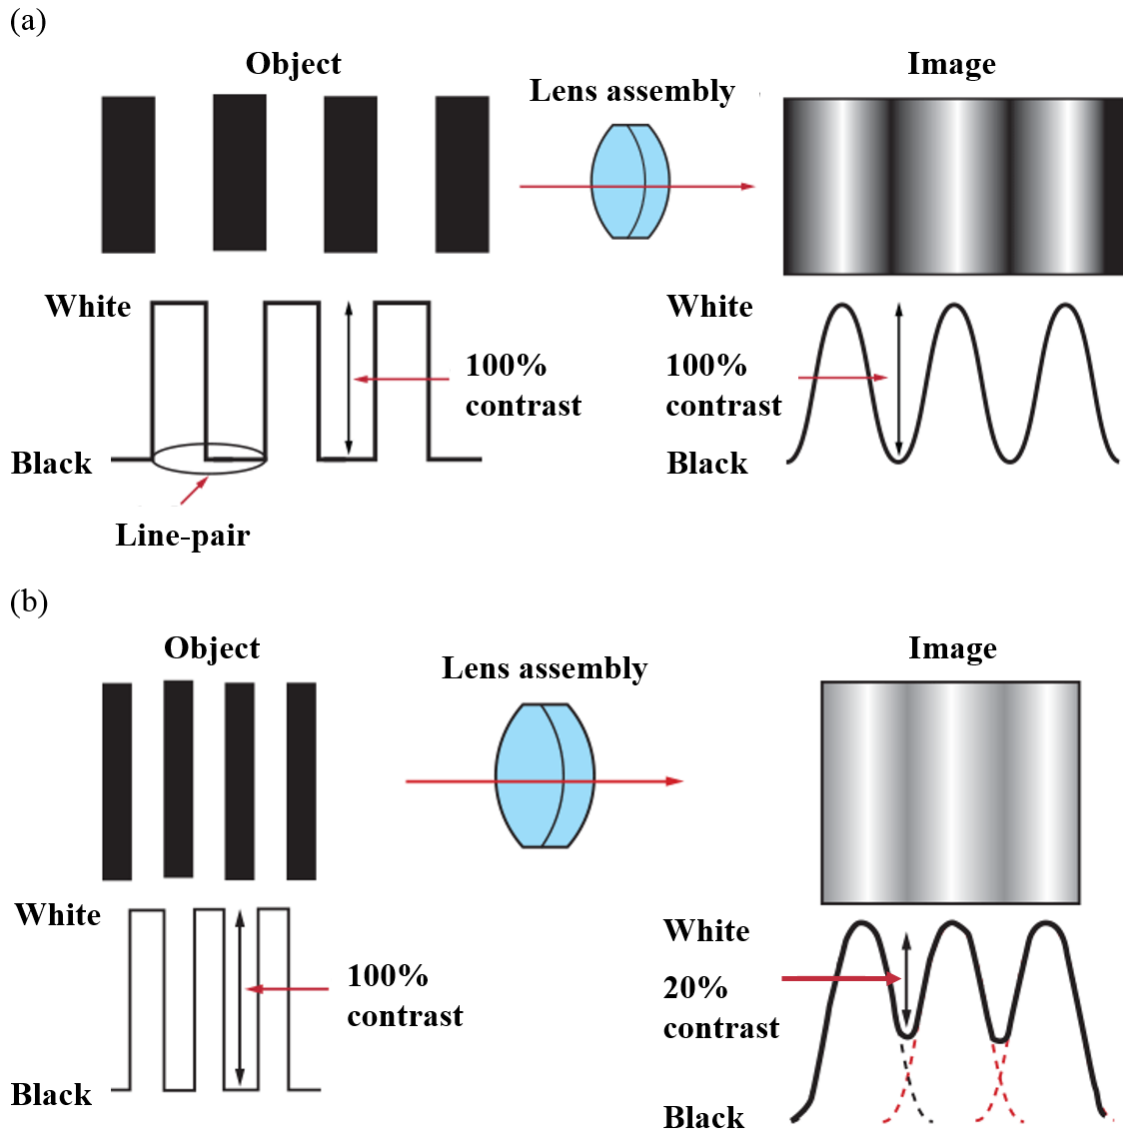 (a)
Object
Lens assembly
Image
White
100%
contrast
Black
Line-pair
White
100%
contrast
Black
(b)
Object
Lens assembly
Image
White
100%
contrast
Black
White
20%
contrast
Black